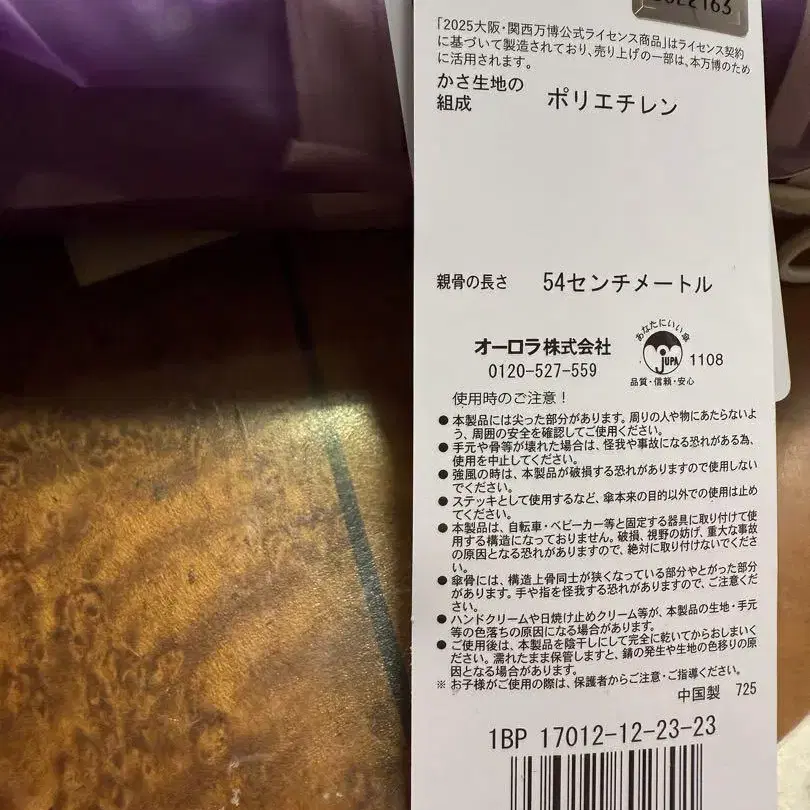 「2025大阪・関西万博公式ライセンス商品」はライセンス契約
に基づいて製造されており、売り上げの一部は、本万博のため
に活用されます。
かさ生地の
組成
ポリエチレン
親骨の長さ 54センチメートル
オーロラ株式会社
0120-527-559
あなたにいい傘
JUPA
品質・信頼・安心
1108
使用時のご注意!
● 本製品には尖った部分があります。周りの人や物にあたらないよ
う、周囲の安全を確認してご使用ください。
● 手元や骨等が壊れた場合は、怪我や事故になる恐れがある為、
使用を中止してください。
● 強風の時は、本製品が破損する恐れがありますので使用しない
でください。
● ステッキとして使用するなど、傘本来の目的以外での使用は止め
てください。
● 本製品は、自転車・ベビーカー等と固定する器具に取り付けて使
用する構造になっておりません。破損、視野の妨げ、重大な事故
の原因となる恐れがありますので、絶対に取り付けないでくださ
い。
● 傘骨には、構造上骨同士が狭くなっている部分やとがった部分
があります。手や指を怪我する恐れがありますので、ご注意くだ
さい。
● ハンドクリームや日焼け止めクリーム等が、本製品の生地・手元
等の色落ちの原因になる場合があります。
● ご使用後は、本製品を陰干しにして完全に乾いてからおしまいく
ださい。濡れたまま保管しますと、錆の発生や生地の色移りの原
因となる場合があります。
※ お子様がご使用の際は、保護者からご注意・ご指導ください。
中国製 725
1BP 17012-12-23-23